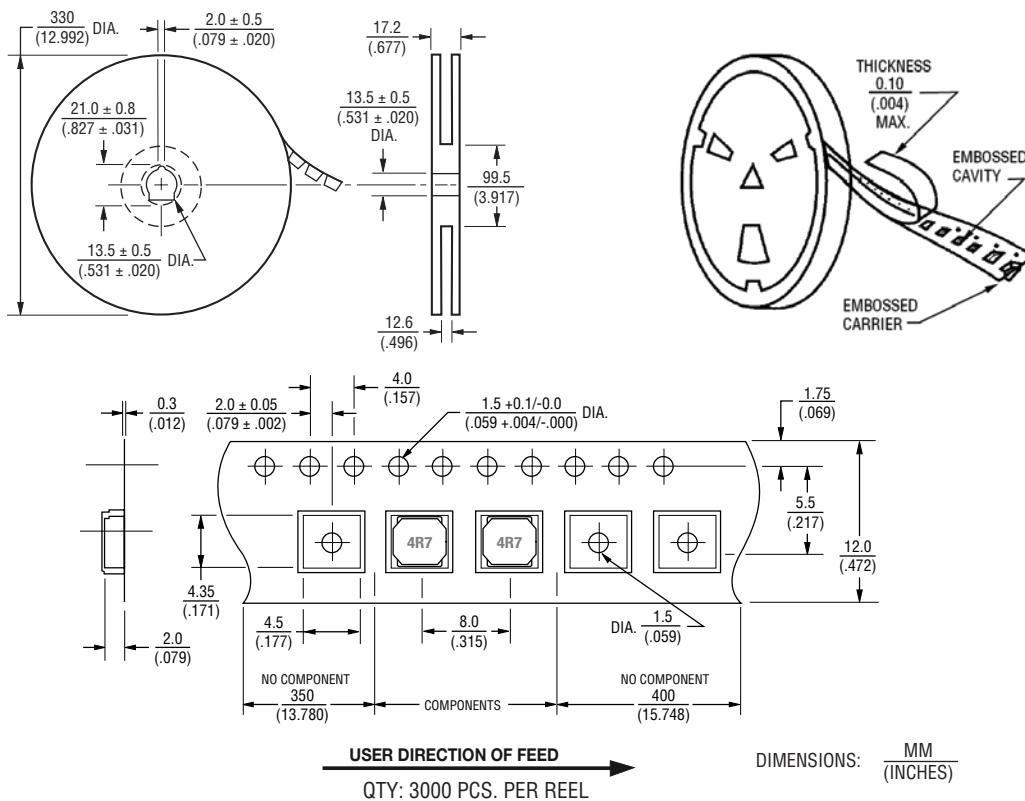 330
(12.992)
DIA.
2.0 ± 0.5
(.079 ± .020)
17.2
(.677)
21.0 ± 0.8
(.827 ± .031)
13.5 ± 0.5
(.531 ± .020)
DIA.
13.5 ± 0.5
(.531 ± .020)
DIA.
99.5
(3.917)
12.6
(.496)
THICKNESS
0.10
(.004)
MAX.
EMBOSSED
CAVITY
EMBOSSED
CARRIER
0.3
(.012)
2.0 ± 0.05
(.079 ± .002)
4.0
(.157)
1.5 +0.1/-0.0
(.059 +.004/-.000)
DIA.
1.75
(.069)
5.5
(.217)
12.0
(.472)
4R7
4R7
4.35
(.171)
2.0
(.079)
4.5
(.177)
8.0
(.315)
DIA.
1.5
(.059)
NO COMPONENT
350
(13.780)
COMPONENTS
NO COMPONENT
400
(15.748)
USER DIRECTION OF FEED
QTY: 3000 PCS. PER REEL
DIMENSIONS:
MM
(INCHES)